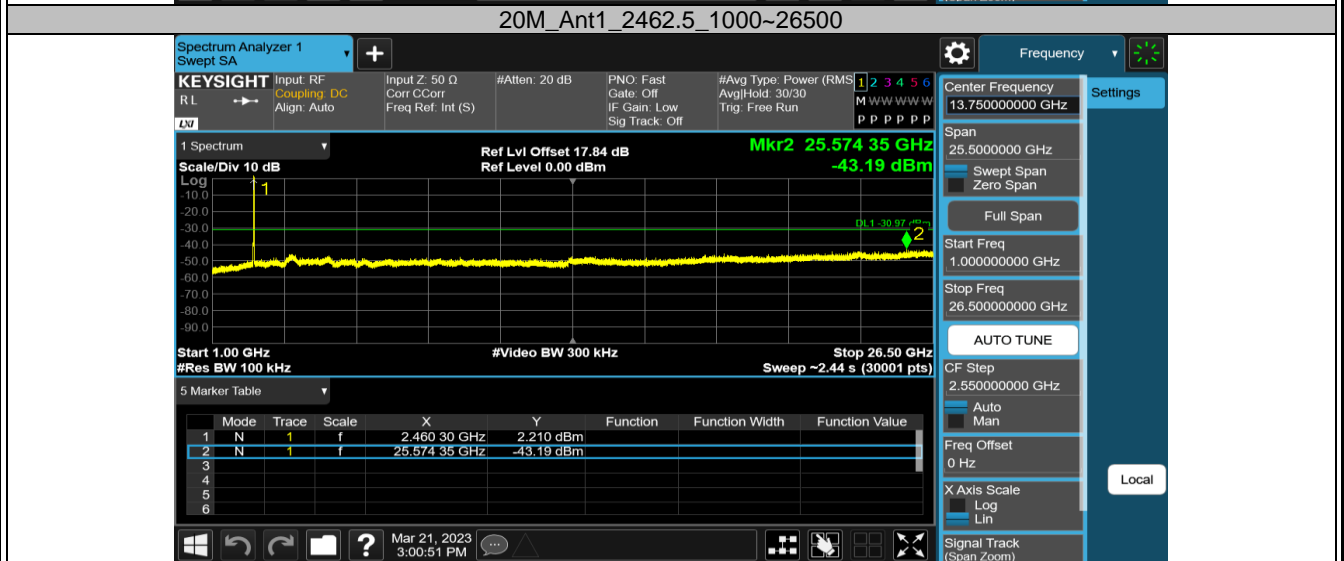 20M_Ant1_2462.5_1000~26500
Spectrum Analyzer 1
Swept SA
Frequency
KEYSIGHT
R L
LXI
Input: RF
Coupling: DC
Align: Auto
Input Z: 50 Ω
Corr CCorr
Freq Ref: Int (S)
#Atten: 20 dB
PNO: Fast
Gate: Off
IF Gain: Low
Sig Track: Off
#Avg Type: Power (RMS
Avg|Hold: 30/30
Trig: Free Run
1 2 3 4 5 6
M W W W W W
P P P P P P
1 Spectrum
Scale/Div 10 dB
Ref Lvl Offset 17.84 dB
Ref Level 0.00 dBm
Mkr2 25.574 35 GHz
-43.19 dBm
Log
-10.0
-20.0
-30.0
-40.0
-50.0
-60.0
-70.0
-80.0
-90.0
1
DL1 -30.97 dBm
2
Start 1.00 GHz
#Video BW 300 kHz
Stop 26.50 GHz
#Res BW 100 kHz
Sweep ~2.44 s (30001 pts)
5 Marker Table
Mode Trace Scale X Y Function Function Width Function Value
1 N 1 f 2.460 30 GHz 2.210 dBm
2 N 1 f 25.574 35 GHz -43.19 dBm
3
4
5
6
?
Mar 21, 2023
3:00:51 PM
Center Frequency
13.750000000 GHz
Settings
Span
25.5000000 GHz
Swept Span
Zero Span
Full Span
Start Freq
1.000000000 GHz
Stop Freq
26.500000000 GHz
AUTO TUNE
CF Step
2.550000000 GHz
Auto
Man
Freq Offset
0 Hz
Local
X Axis Scale
Log
Lin
Signal Track
(Span Zoom)